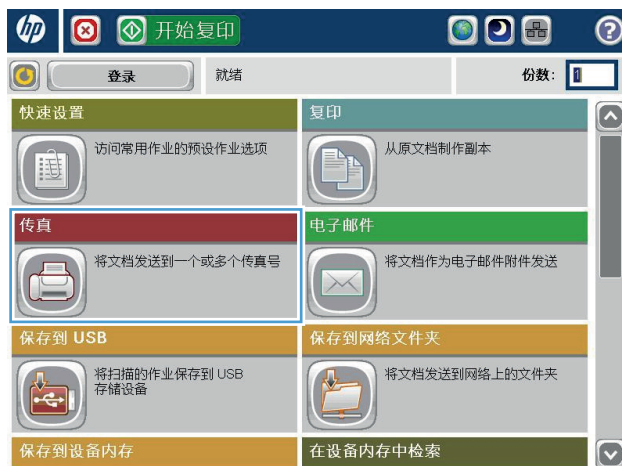 hp 开始复印 ?
登录 就绪 份数: 1
快速设置
访问常用作业的预设作业选项
复印
从原文档制作副本
传真
将文档发送到一个或多个传真号
电子邮件
将文档作为电子邮件附件发送
保存到 USB
将扫描的作业保存到 USB
存储设备
保存到网络文件夹
将文档发送到网络上的文件夹
保存到设备内存
在设备内存中检索